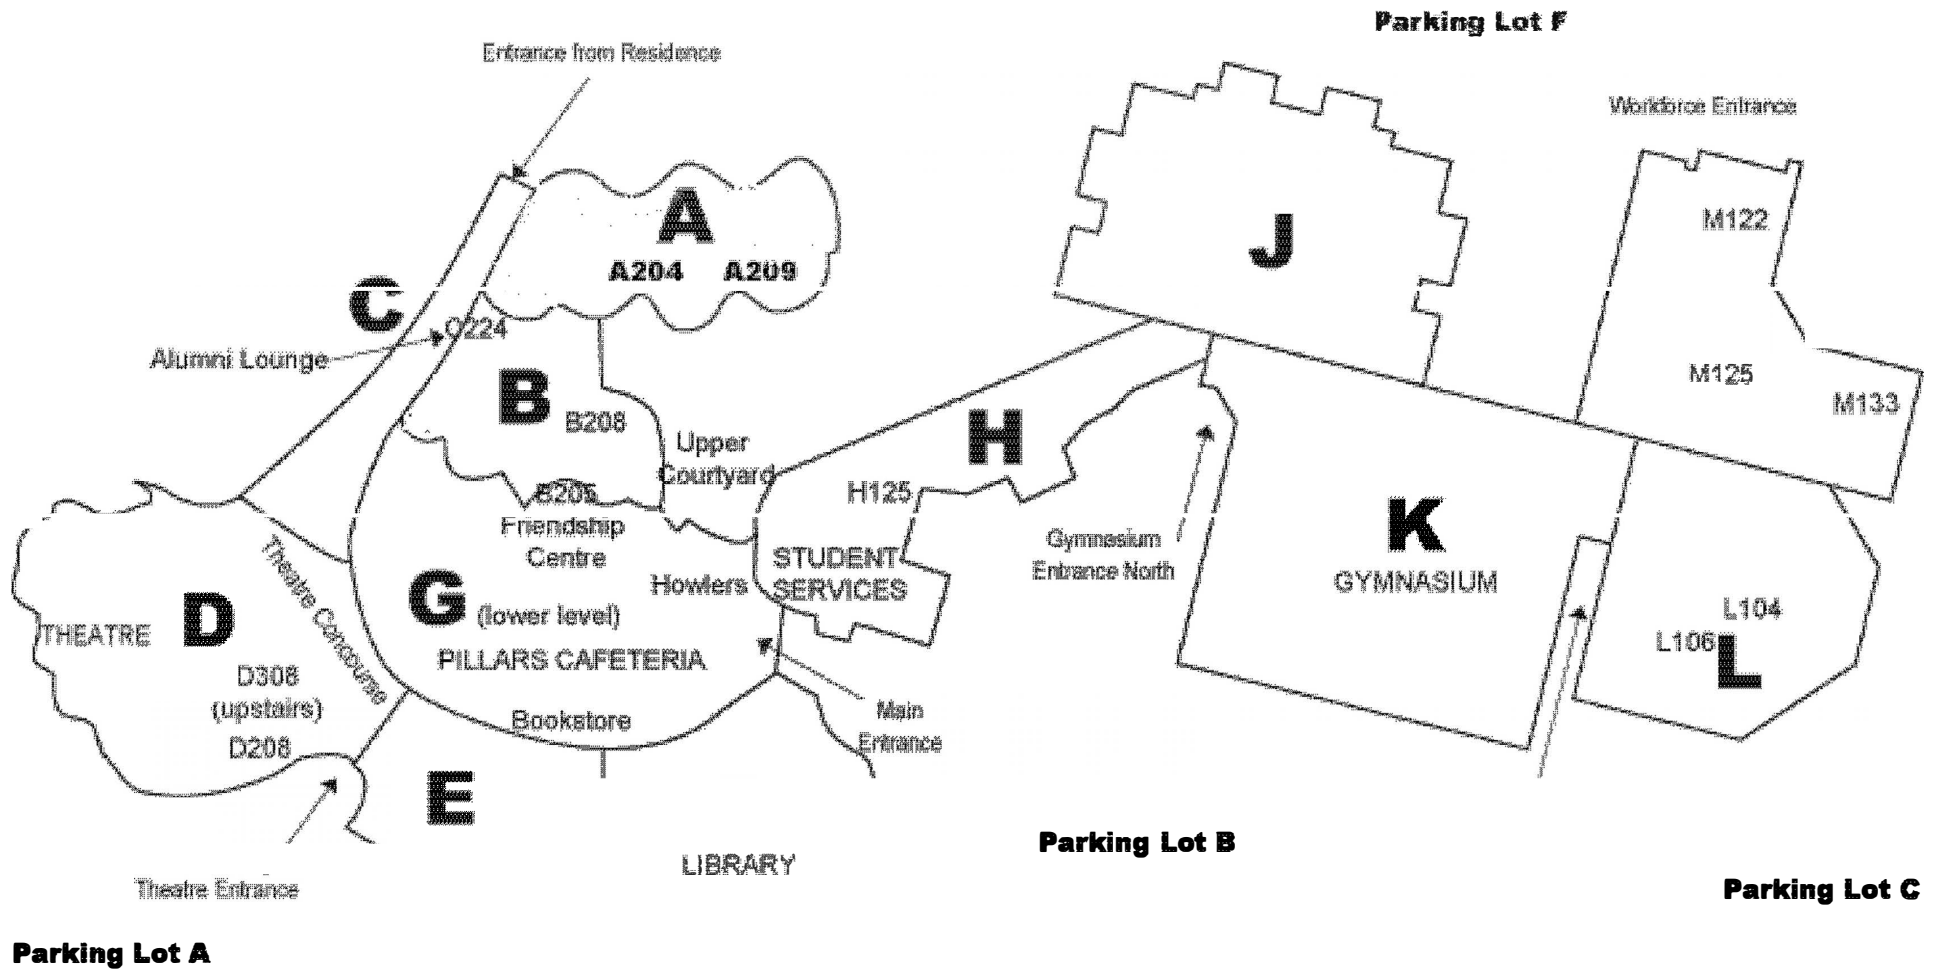 Parking Lot F
Entrance from Residence
Workforce Entrance
A
A204
A209
J
M122
C
C224
Alumni Lounge
B
B208
H
M125
M133
Upper
Courtyard
H125
B205
Friendship
Centre
K
GYMNASIUM
Gymnasium
Entrance North
STUDENT
SERVICES
Howlers
G
(lower level)
PILLARS CAFETERIA
Theatre Concourse
THEATRE
D
D308
(upstairs)
D208
L104
L106
L
Bookstore
Main
Entrance
E
LIBRARY
Parking Lot B
Theatre Entrance
Parking Lot C
Parking Lot A